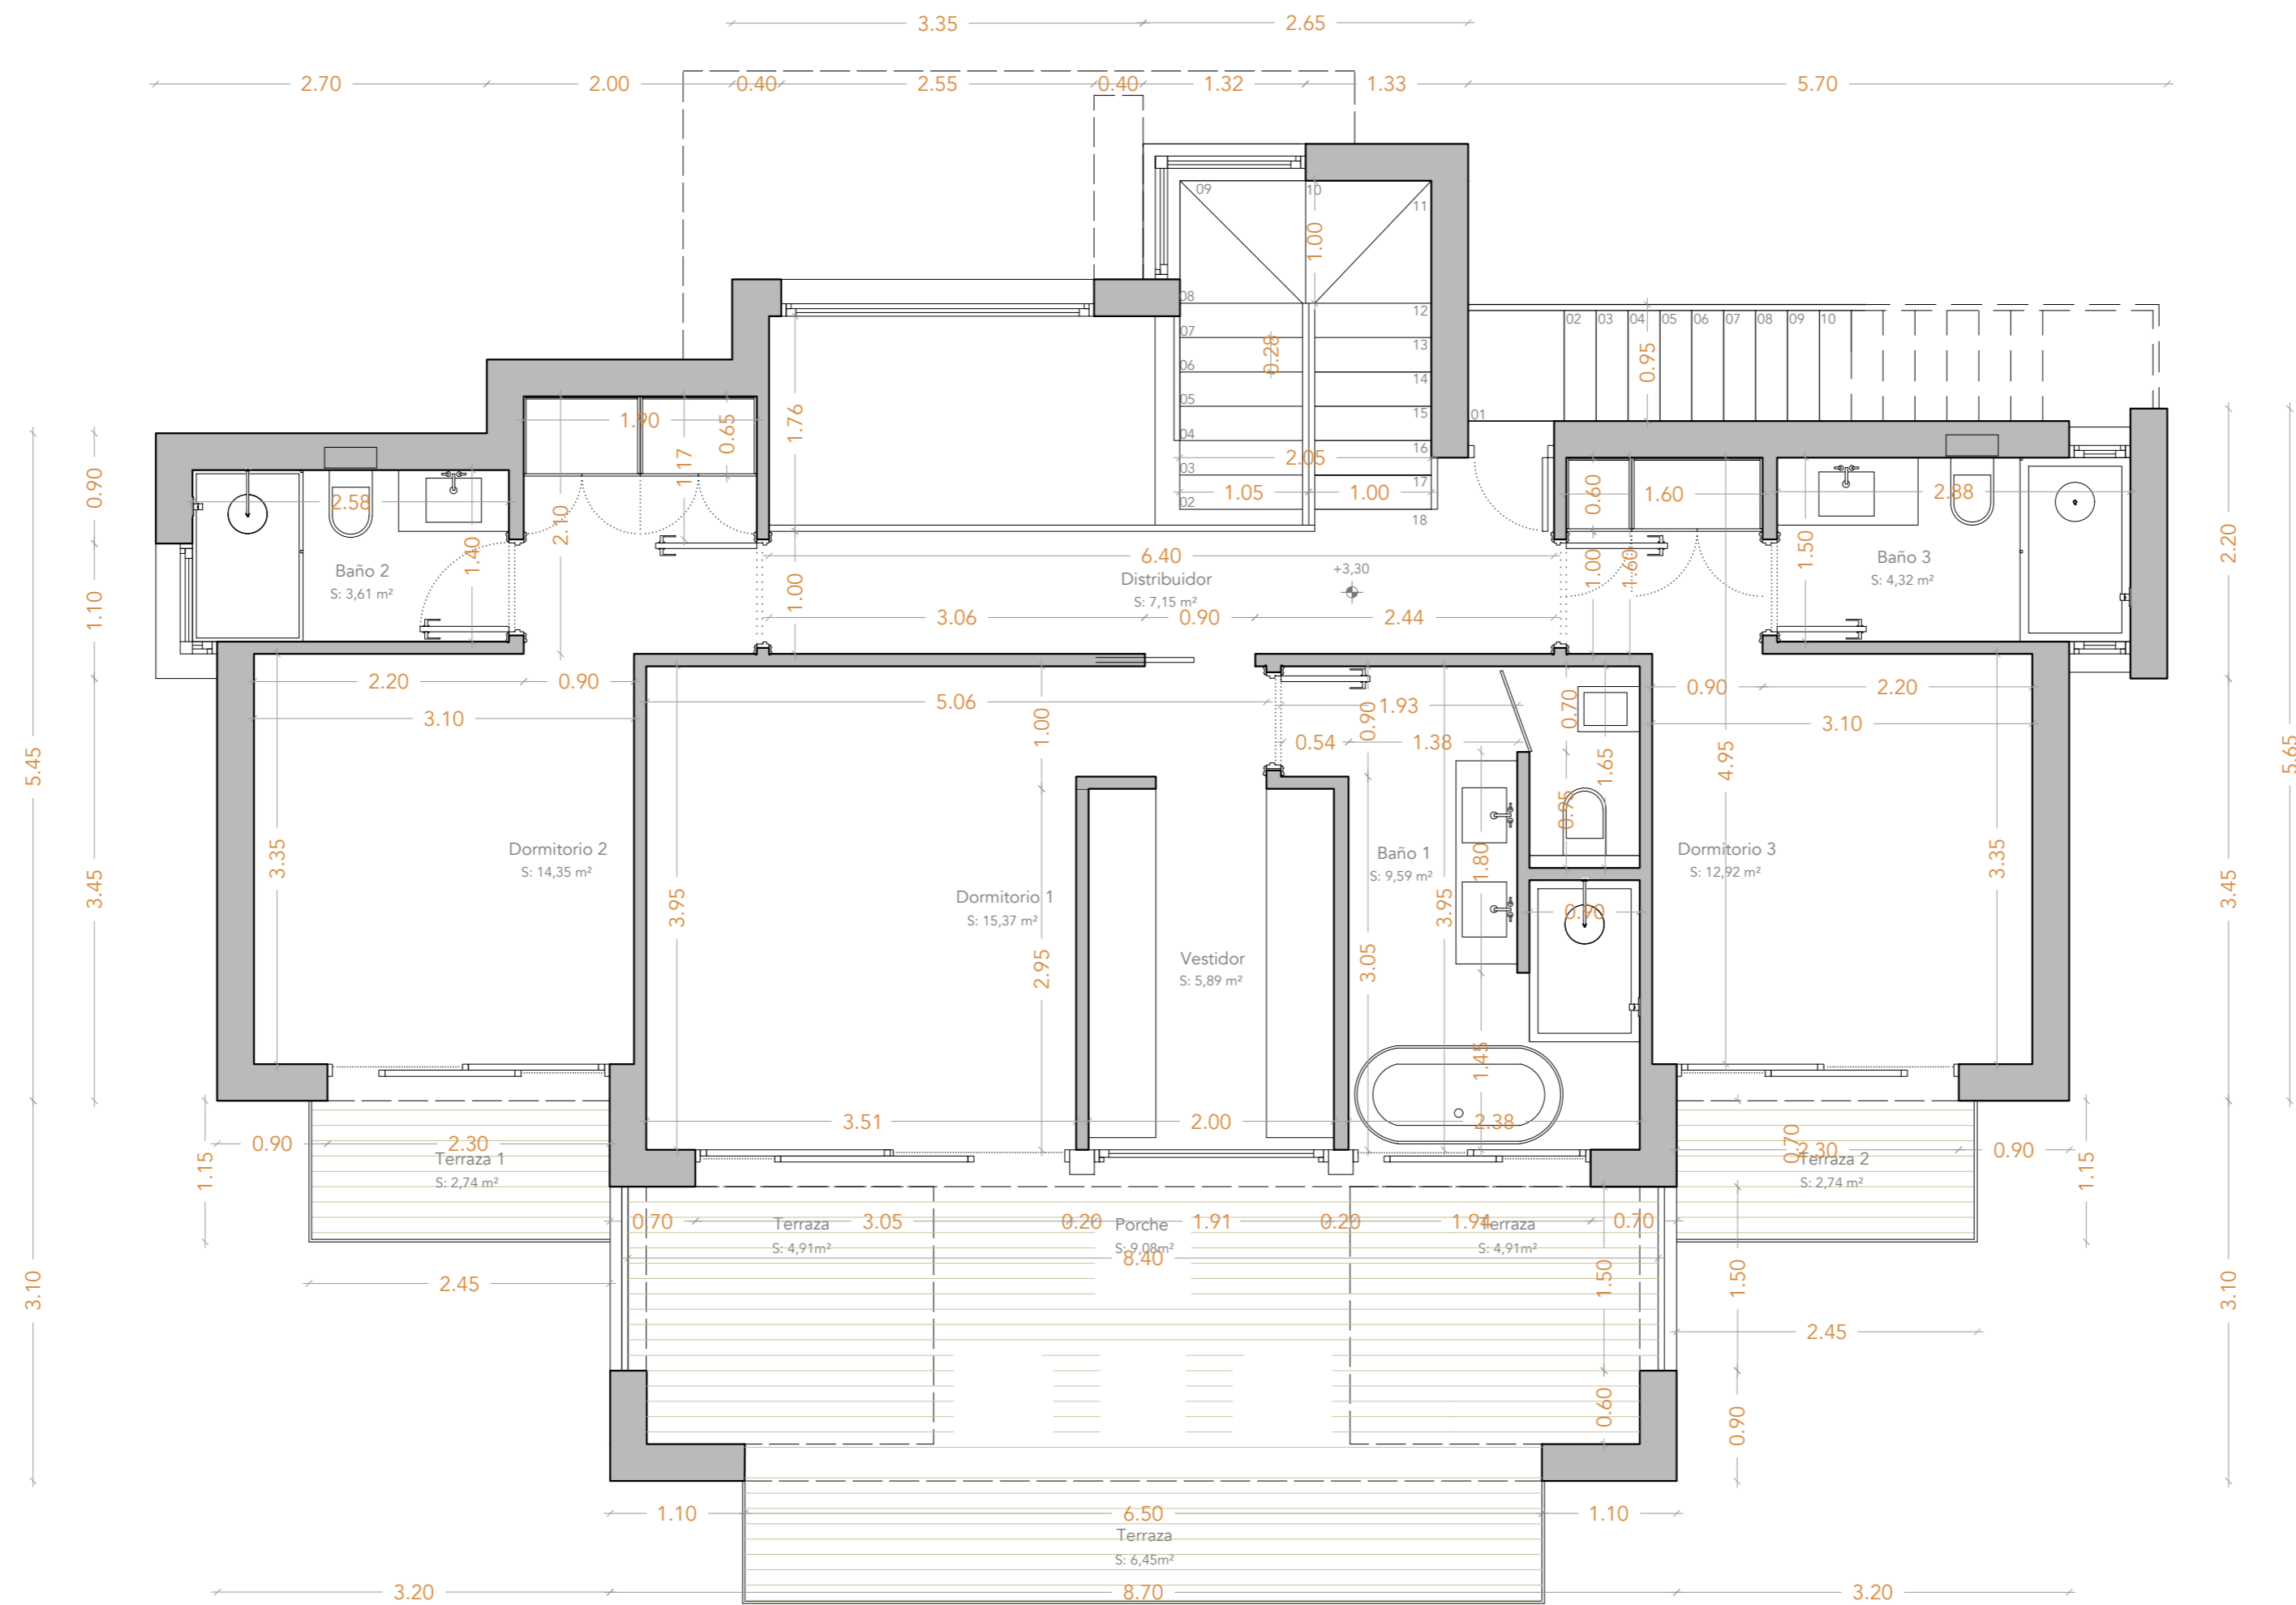 3.35 2.65
2.70 2.00 0.40 2.55 0.40 1.32 1.33 5.70
09 10 11
1.00
08 12
02 03 04 05 06 07 08 09 10
07 13
0.28
0.95
06 14
05 15
01
1.90
0.65
1.76
04 16
2.05
1.17
03 17
0.90
2.58
1.05 1.00
0.60
1.60
2.88
02 18
2.10
1.40
1.50
2.20
6.40
Baño 2
S: 3,61 m²
Distribuidor
S: 7,15 m²
+3,30
1.00
1.00
1.60
Baño 3
S: 4,32 m²
1.10
3.06 0.90 2.44
2.20 0.90
5.06
1.93
0.90
0.70
0.90 2.20
3.10
1.00
0.54 1.38
3.10
5.45
4.95
1.65
5.65
0.95
Dormitorio 2
S: 14,35 m²
3.35
Baño 1
S: 9,59 m²
1.80
Dormitorio 3
S: 12,92 m²
3.35
3.45
3.45
Dormitorio 1
S: 15,37 m²
3.95
3.95
0.90
2.95
Vestidor
S: 5,89 m²
3.05
1.45
3.51 2.00 2.38
0.90 2.30
Terraza 1
S: 2,74 m²
1.15
0.70
2.30
0.90
Terraza 2
S: 2,74 m²
1.15
0.70
Terraza
S: 4,91m²
3.05
0.20
Porche
S: 9,08m²
1.91
0.20
1.94
Terraza
S: 4,91m²
0.70
8.40
2.45
3.10
1.50
1.50
3.10
2.45
0.60
0.90
1.10 6.50 1.10
Terraza
S: 6,45m²
3.20 8.70 3.20